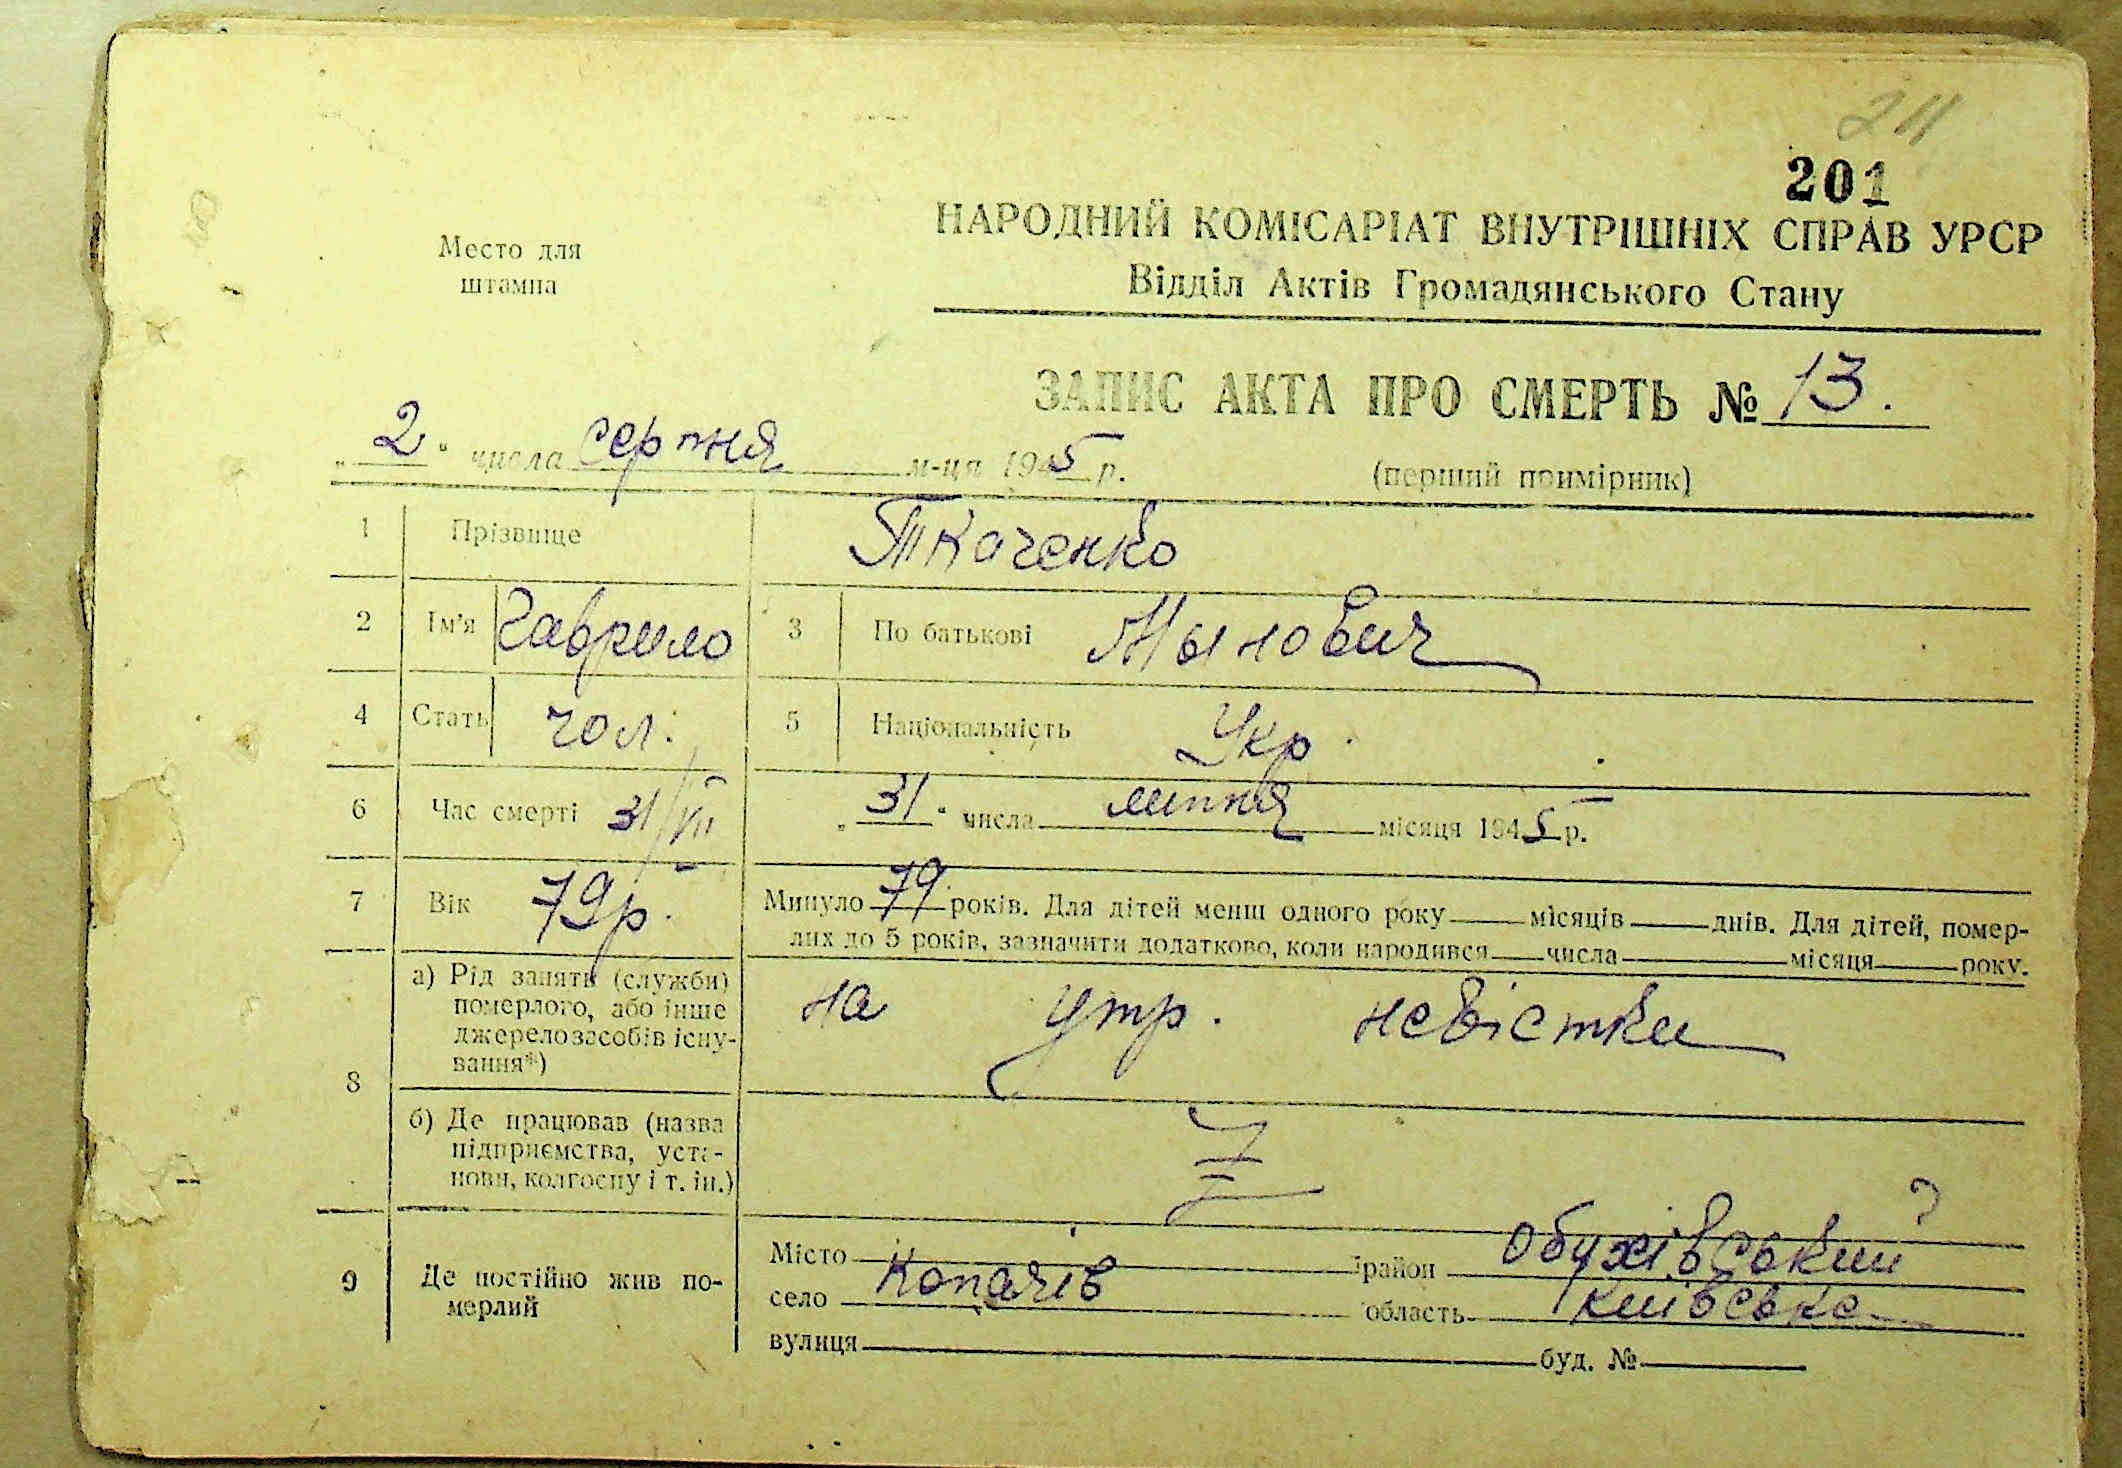 211
201
НАРОДНИЙ КОМІСАРІАТ ВНУТРІШНІХ СПРАВ УРСР
Відділ Актів Громадянського Стану
Место для
штампа
ЗАПИС АКТА ПРО СМЕРТЬ № 13.
„2“ числа серпня м-ця 1945 р.
(перший примірник)
1 Прізвище Ткаченко
2 Ім'я Гаврило 3 По батькові Мынович
4 Стать чол. 5 Національність Укр.
6 Час смерті 31/VII „31“ числа липня місяця 1945 р.
7 Вік 79р. Минуло 79 років. Для дітей менш одного року місяців днів. Для дітей, помер-
лих до 5 років, зазначити додатково, коли народився числа місяця року.
8 а) Рід занять (служби)
померлого, або інше
джерело засобів існу-
вання*)
на утр. невістки
б) Де працював (назва
підприємства, уста-
нови, колгоспу і т. ін.)
9 Де постійно жив по-
мерлий
Місто район Обухівський
село Копачів область Київська
вулиця буд. №